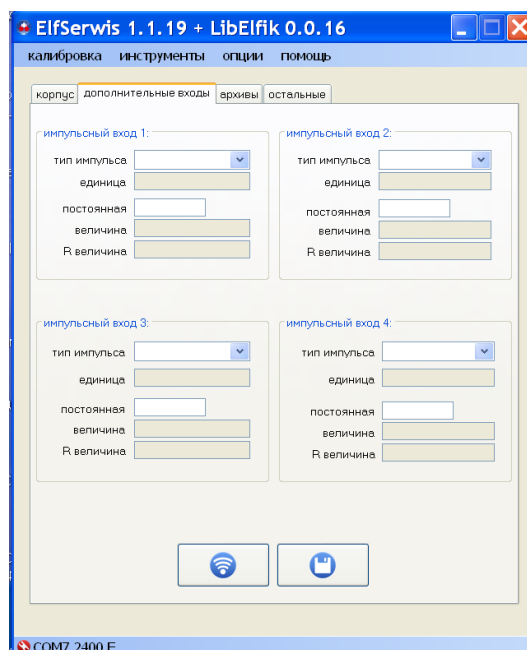 ElfSerwis 1.1.19 + LibElfik 0.0.16
калибровка инструменты опции помощь
корпус дополнительные входы архивы остальные
импульсный вход 1:
тип импульса
единица
постоянная
величина
R величина
импульсный вход 2:
тип импульса
единица
постоянная
величина
R величина
импульсный вход 3:
тип импульса
единица
постоянная
величина
R величина
импульсный вход 4:
тип импульса
единица
постоянная
величина
R величина
COM7 2400 E